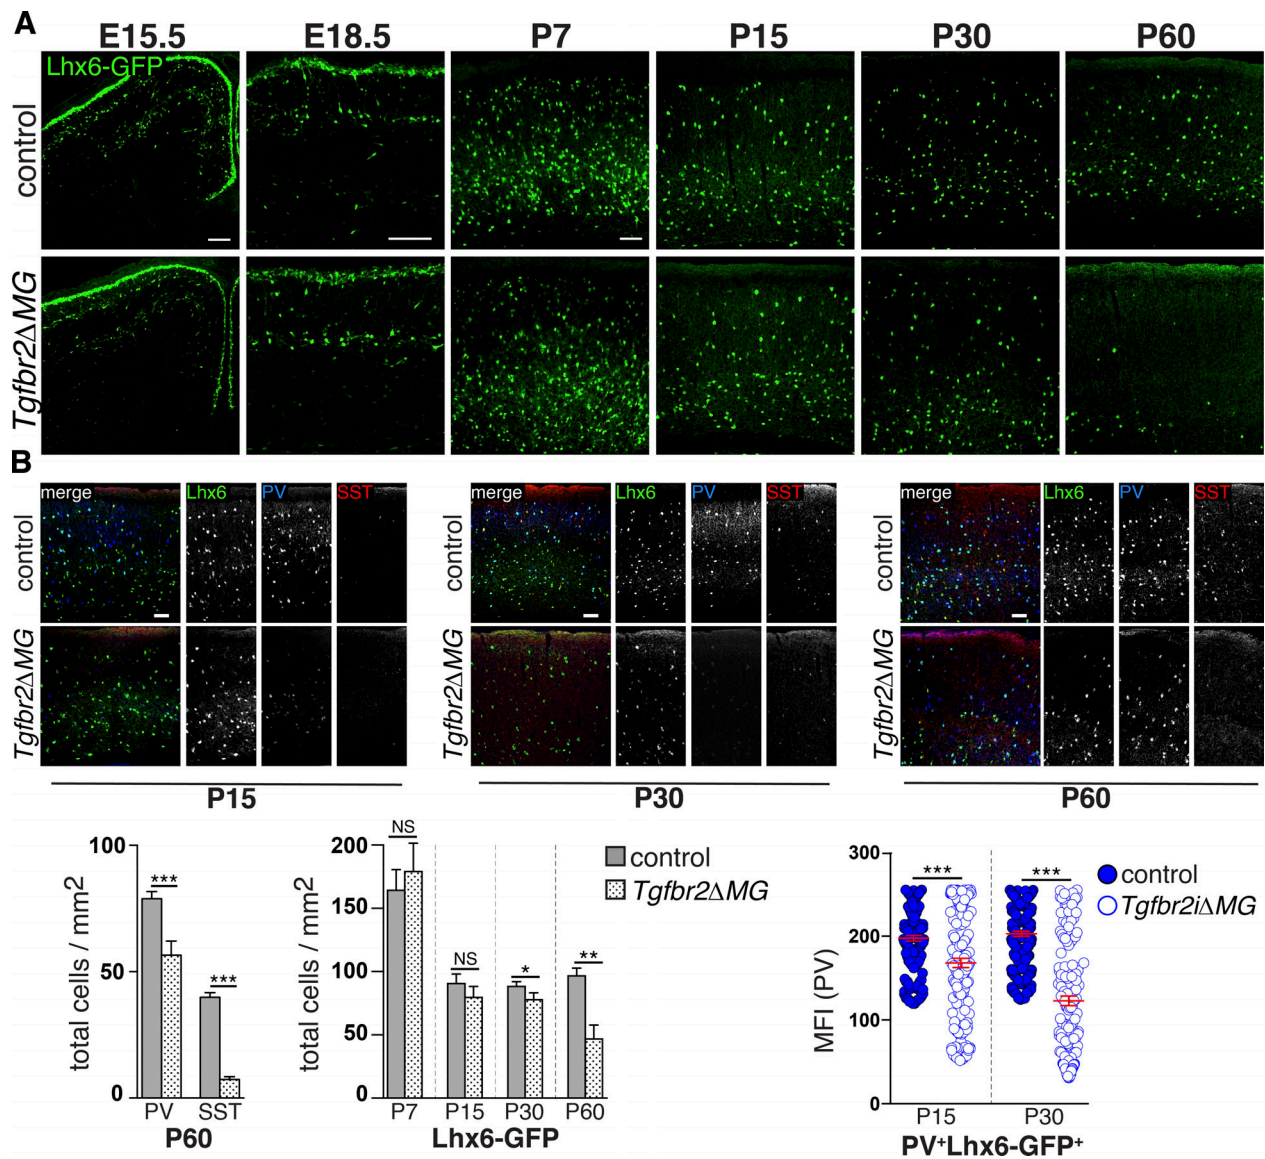 A
E15.5 E18.5 P7 P15 P30 P60
Lhx6-GFP
control
Tgfbr2ΔMG
B
control
merge Lhx6 PV SST
Tgfbr2ΔMG
P15
control
merge Lhx6 PV SST
Tgfbr2ΔMG
P30
control
merge Lhx6 PV SST
Tgfbr2ΔMG
P60
total cells / mm2
100
50
0
***
***
PV SST
P60
total cells / mm2
200
150
100
50
0
NS
NS
*
**
P7 P15 P30 P60
Lhx6-GFP
control
Tgfbr2ΔMG
MFI (PV)
300
200
100
0
***
***
P15 P30
PV+Lhx6-GFP+
control
Tgfbr2iΔMG